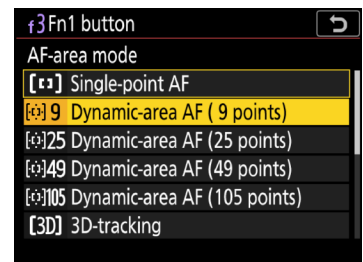 f3 Fn1 button
AF-area mode
[ ] Single-point AF
[ ] 9 Dynamic-area AF ( 9 points)
[ ] 25 Dynamic-area AF (25 points)
[ ] 49 Dynamic-area AF (49 points)
[ ] 105 Dynamic-area AF (105 points)
[3D] 3D-tracking